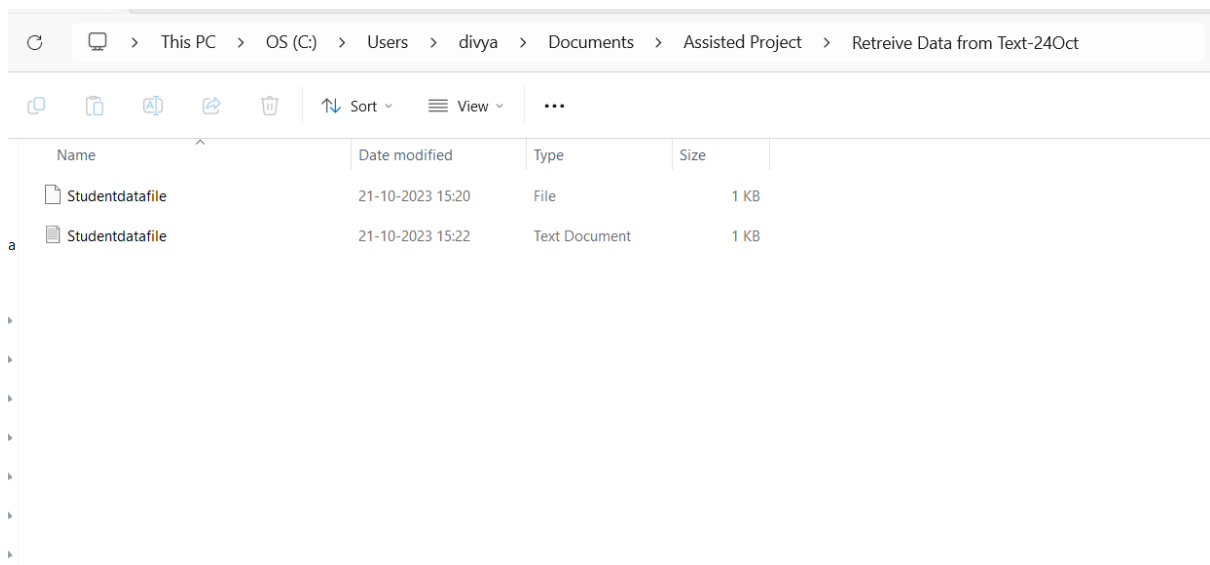 This PC > OS (C:) > Users > divya > Documents > Assisted Project > Retreive Data from Text-24Oct
Sort View •••
Name Date modified Type Size
Studentdatafile 21-10-2023 15:20 File 1 KB
Studentdatafile 21-10-2023 15:22 Text Document 1 KB
a